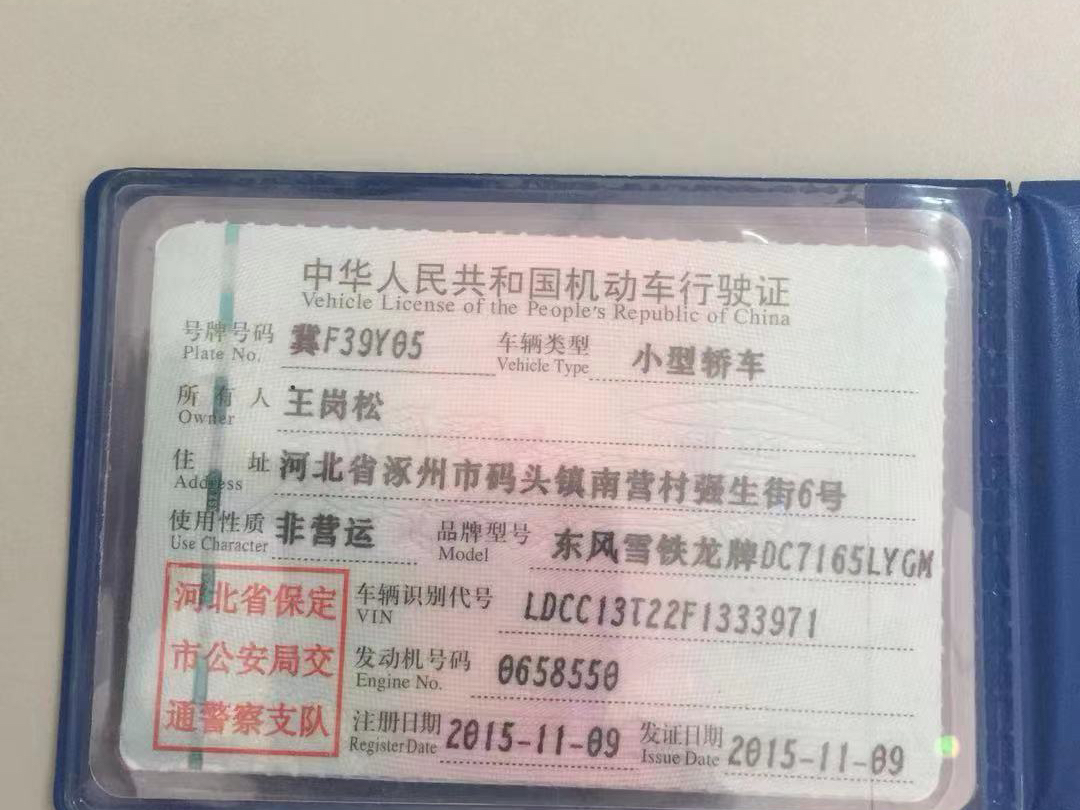 中华人民共和国机动车行驶证
Vehicle License of the People's Republic of China
号牌号码 冀F39Y05 车辆类型 小型轿车
Plate No. Vehicle Type
所有人 王岗松
Owner
住址 河北省涿州市码头镇南营村强生街6号
Address
使用性质 非营运 品牌型号 东风雪铁龙牌DC7165LYGM
Use Character Model
河北省保定
市公安局交
通警察支队
车辆识别代号 LDCC13T22F1333971
VIN
发动机号码 0658550
Engine No.
注册日期 2015-11-09 发证日期 2015-11-09
Register Date Issue Date